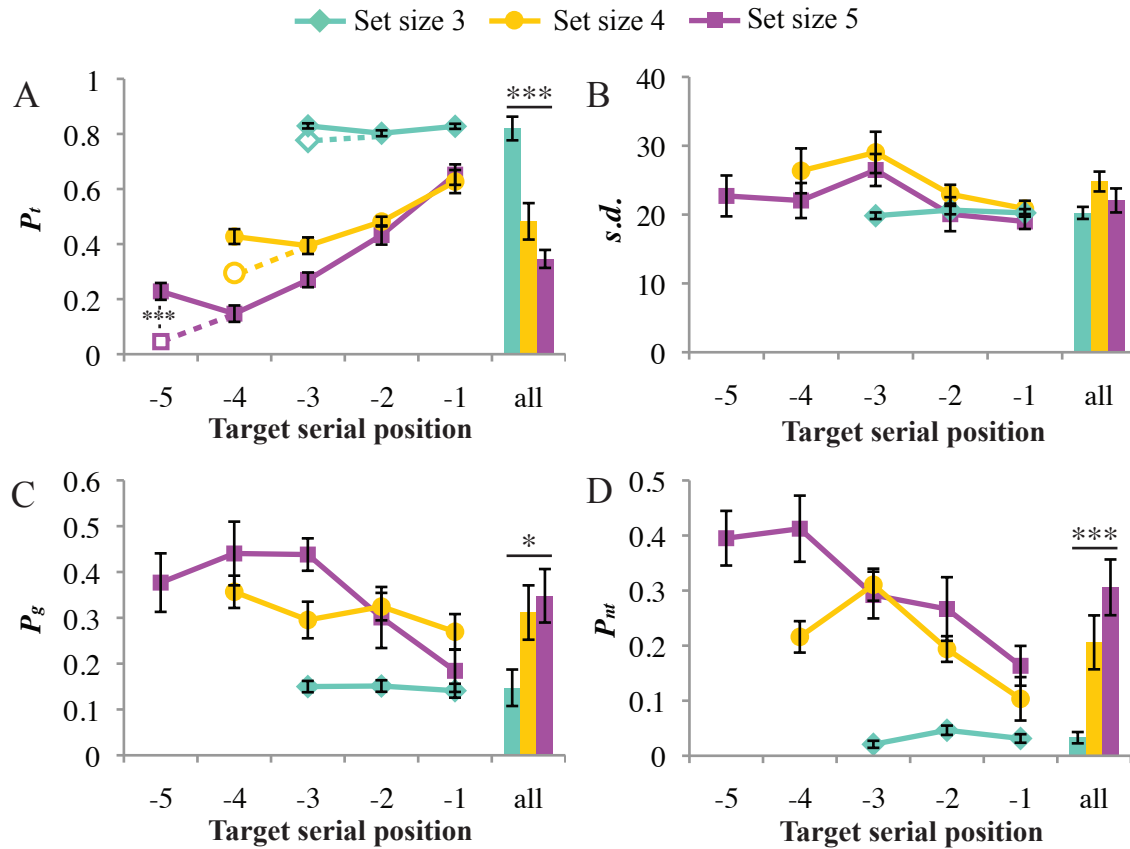 Set size 3 Set size 4 Set size 5
A
1
0.8
0.6
0.4
0.2
0
P_t
***
***
-5 -4 -3 -2 -1 all
Target serial position
B
40
30
20
10
0
s.d.
-5 -4 -3 -2 -1 all
Target serial position
C
0.6
0.5
0.4
0.3
0.2
0.1
0
P_g
*
-5 -4 -3 -2 -1 all
Target serial position
D
0.5
0.4
0.3
0.2
0.1
0
P_nt
***
-5 -4 -3 -2 -1 all
Target serial position